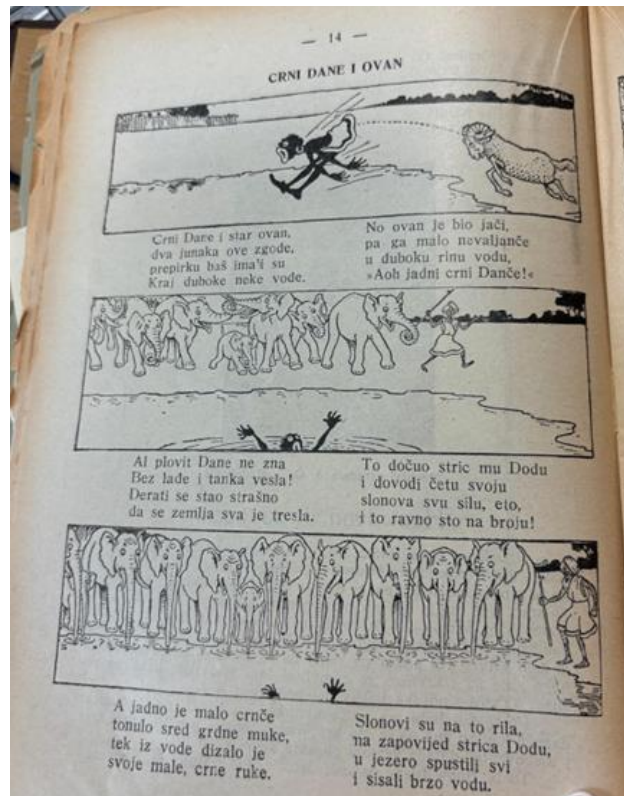 — 14 —
CRNI DANE I OVAN
Crni Dane i star ovan,
dva junaka ove zgode,
prepirku baš ima'i su
Kraj duboke neke vode.
No ovan je bio jači,
pa ga malo nevaljanče
u duboku rinu vodu,
»Aoh jadni crni Danče!«
Al plovit Dane ne zna
Bez lađe i tanka vesla!
Derati se stao strašno
da se zemlja sva je tresla.
To dočuo stric mu Dodu
i dovodi četu svoju
slonova svu silu, eto,
i to ravno sto na broju!
A jadno je malo crnče
tonulo sred grdne muke,
tek iz vode dizalo je
svoje male, crne ruke.
Slonovi su na to rila,
na zapovijed strica Dodu,
u jezero spustili svi
i sisali brzo vodu.